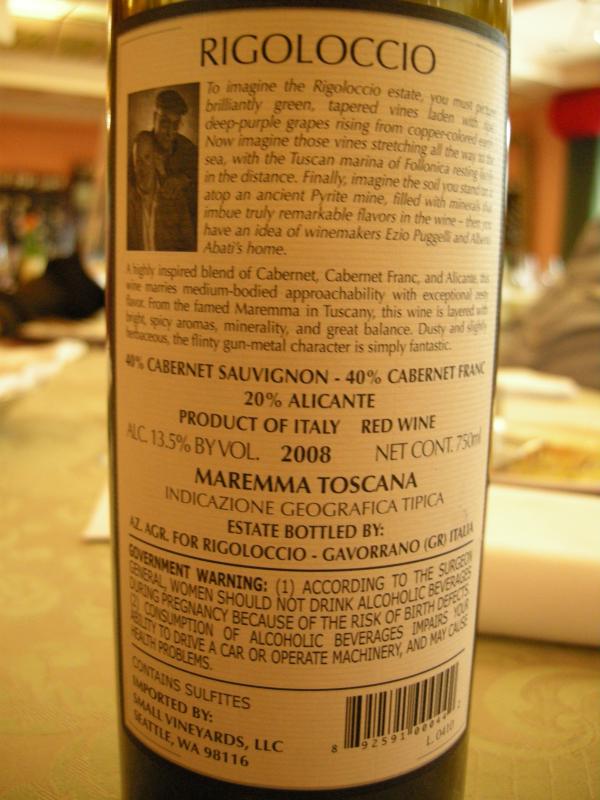 RIGOLOCCIO
To imagine the Rigoloccio estate, you must
brilliantly green, tapered vines laden with
deep-purple grapes rising from copper-colored
Now imagine those vines stretching all the way to
sea, with the Tuscan marina of Follonica resting
in the distance. Finally, imagine the soil you stand
atop an ancient Pyrite mine, filled with minerals
imbue truly remarkable flavors in the wine – then
have an idea of winemakers Ezio Puggelli and
Abati's home.
A highly inspired blend of Cabernet, Cabernet Franc, and Alicante, this
wine marries medium-bodied approachability with exceptional zesty
flavor. From the famed Maremma in Tuscany, this wine is layered with
bright, spicy aromas, minerality, and great balance. Dusty and slightly
herbaceous, the flinty gun-metal character is simply fantastic.
40% CABERNET SAUVIGNON - 40% CABERNET FRANC
20% ALICANTE
PRODUCT OF ITALY RED WINE
ALC. 13.5% BY VOL. 2008 NET CONT. 750ml
MAREMMA TOSCANA
INDICAZIONE GEOGRAFICA TIPICA
ESTATE BOTTLED BY:
AZ. AGR. FOR RIGOLOCCIO - GAVORRANO (GR) ITALIA
GOVERNMENT WARNING: (1) ACCORDING TO THE SURGEON
GENERAL WOMEN SHOULD NOT DRINK ALCOHOLIC BEVERAGES
DURING PREGNANCY BECAUSE OF THE RISK OF BIRTH DEFECTS.
(2) CONSUMPTION OF ALCOHOLIC BEVERAGES IMPAIRS YOUR
ABILITY TO DRIVE A CAR OR OPERATE MACHINERY, AND MAY CAUSE
HEALTH PROBLEMS.
CONTAINS SULFITES
IMPORTED BY:
SMALL VINEYARDS, LLC
SEATTLE, WA 98116
8 92591 00044 2
L. 0410